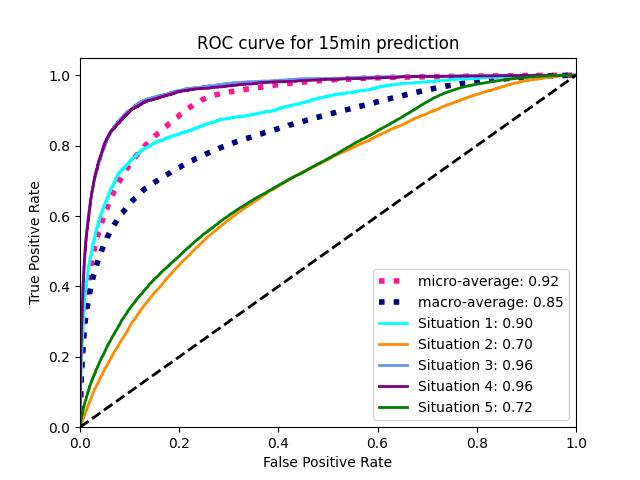 ROC curve for 15min prediction
1.0
0.8
0.6
0.4
0.2
0.0
True Positive Rate
micro-average: 0.92
macro-average: 0.85
Situation 1: 0.90
Situation 2: 0.70
Situation 3: 0.96
Situation 4: 0.96
Situation 5: 0.72
0.0 0.2 0.4 0.6 0.8 1.0
False Positive Rate